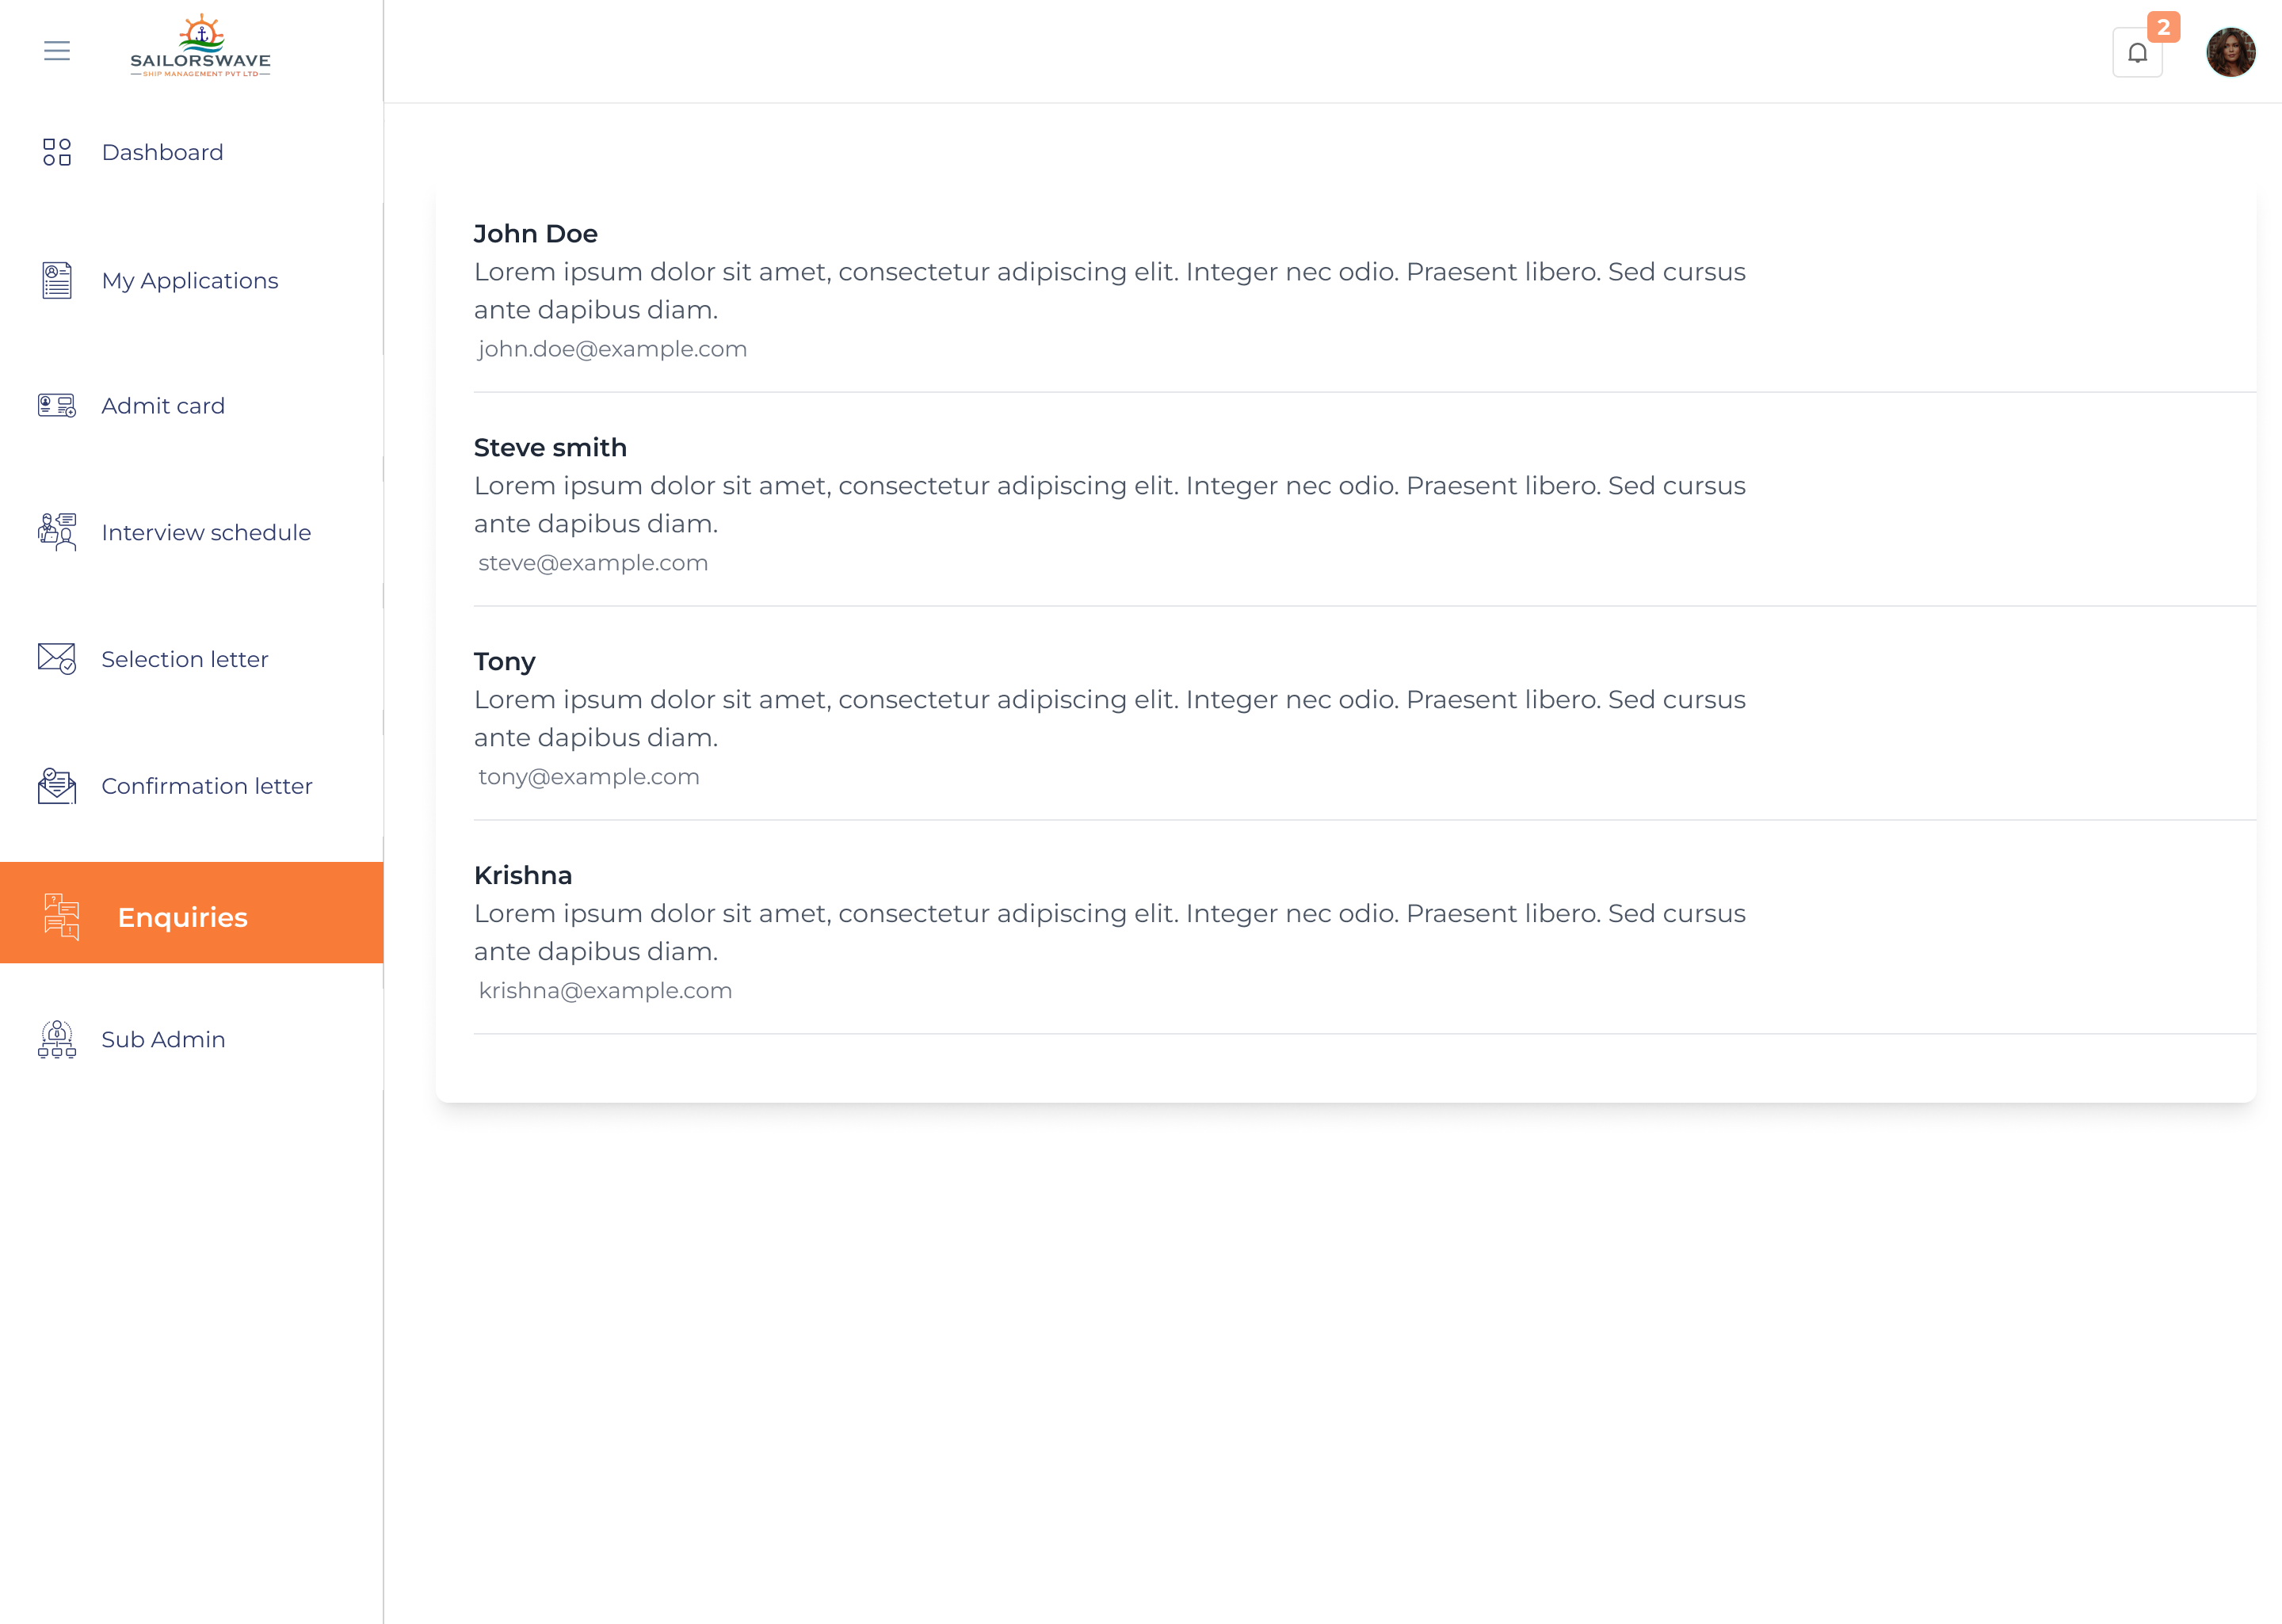 SAILORSWAVE
SHIP MANAGEMENT PVT LTD
2
Dashboard
My Applications
Admit card
Interview schedule
Selection letter
Confirmation letter
Enquiries
Sub Admin
John Doe
Lorem ipsum dolor sit amet, consectetur adipiscing elit. Integer nec odio. Praesent libero. Sed cursus
ante dapibus diam.
john.doe@example.com
Steve smith
Lorem ipsum dolor sit amet, consectetur adipiscing elit. Integer nec odio. Praesent libero. Sed cursus
ante dapibus diam.
steve@example.com
Tony
Lorem ipsum dolor sit amet, consectetur adipiscing elit. Integer nec odio. Praesent libero. Sed cursus
ante dapibus diam.
tony@example.com
Krishna
Lorem ipsum dolor sit amet, consectetur adipiscing elit. Integer nec odio. Praesent libero. Sed cursus
ante dapibus diam.
krishna@example.com